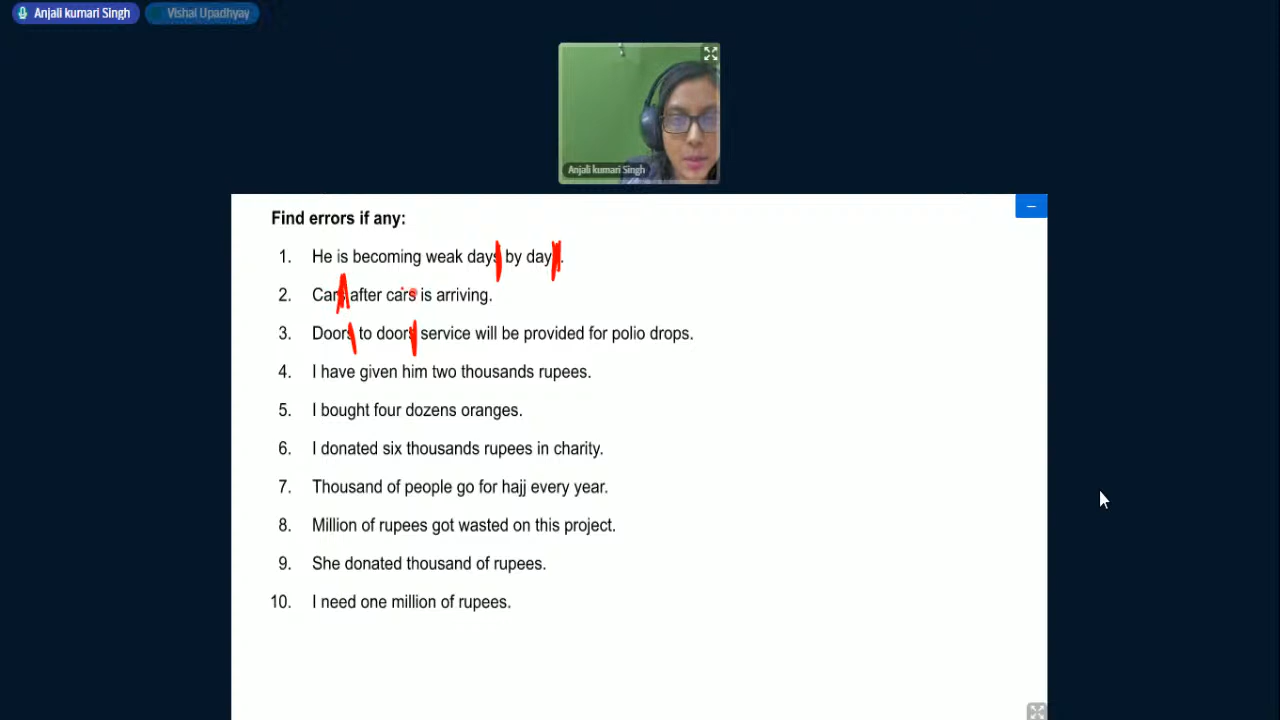 Anjali kumari Singh Vishal Upadhyay
Anjali kumari Singh
Find errors if any:
1. He is becoming weak days by days.
2. Cars after cars is arriving.
3. Doors to doors service will be provided for polio drops.
4. I have given him two thousands rupees.
5. I bought four dozens oranges.
6. I donated six thousands rupees in charity.
7. Thousand of people go for hajj every year.
8. Million of rupees got wasted on this project.
9. She donated thousand of rupees.
10. I need one million of rupees.